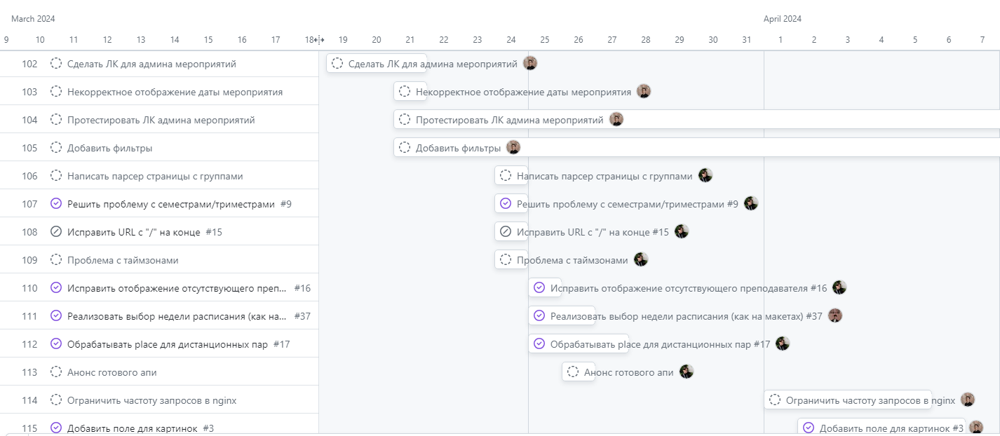 March 2024 April 2024
9 10 11 12 13 14 15 16 17 18 19 20 21 22 23 24 25 26 27 28 29 30 31 1 2 3 4 5 6 7
102 Сделать ЛК для админа мероприятий Сделать ЛК для админа мероприятий
103 Некорректное отображение даты мероприятия Некорректное отображение даты мероприятия
104 Протестировать ЛК админа мероприятий Протестировать ЛК админа мероприятий
105 Добавить фильтры Добавить фильтры
106 Написать парсер страницы с группами Написать парсер страницы с группами
107 Решить проблему с семестрами/триместрами #9 Решить проблему с семестрами/триместрами #9
108 Исправить URL с "/" на конце #15 Исправить URL с "/" на конце #15
109 Проблема с таймзонами Проблема с таймзонами
110 Исправить отображение отсутствующего преп... #16 Исправить отображение отсутствующего преподавателя #16
111 Реализовать выбор недели расписания (как на... #37 Реализовать выбор недели расписания (как на макетах) #37
112 Обрабатывать place для дистанционных пар #17 Обрабатывать place для дистанционных пар #17
113 Анонс готового апи Анонс готового апи
114 Ограничить частоту запросов в nginx Ограничить частоту запросов в nginx
115 Добавить поле для картинок #3 Добавить поле для картинок #3